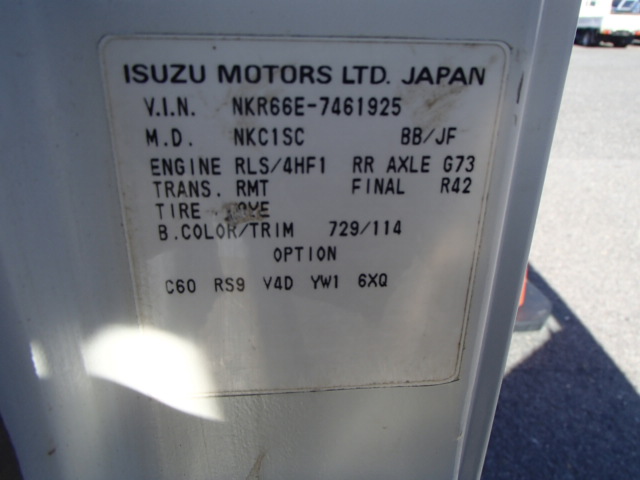 ISUZU MOTORS LTD. JAPAN
V.I.N. NKR66E-7461925
M.D. NKC1SC BB/JF
ENGINE RLS/4HF1 RR AXLE G73
TRANS. RMT FINAL R42
TIRE
B.COLOR/TRIM 729/114
OPTION
C60 RS9 V4D YW1 6XQ